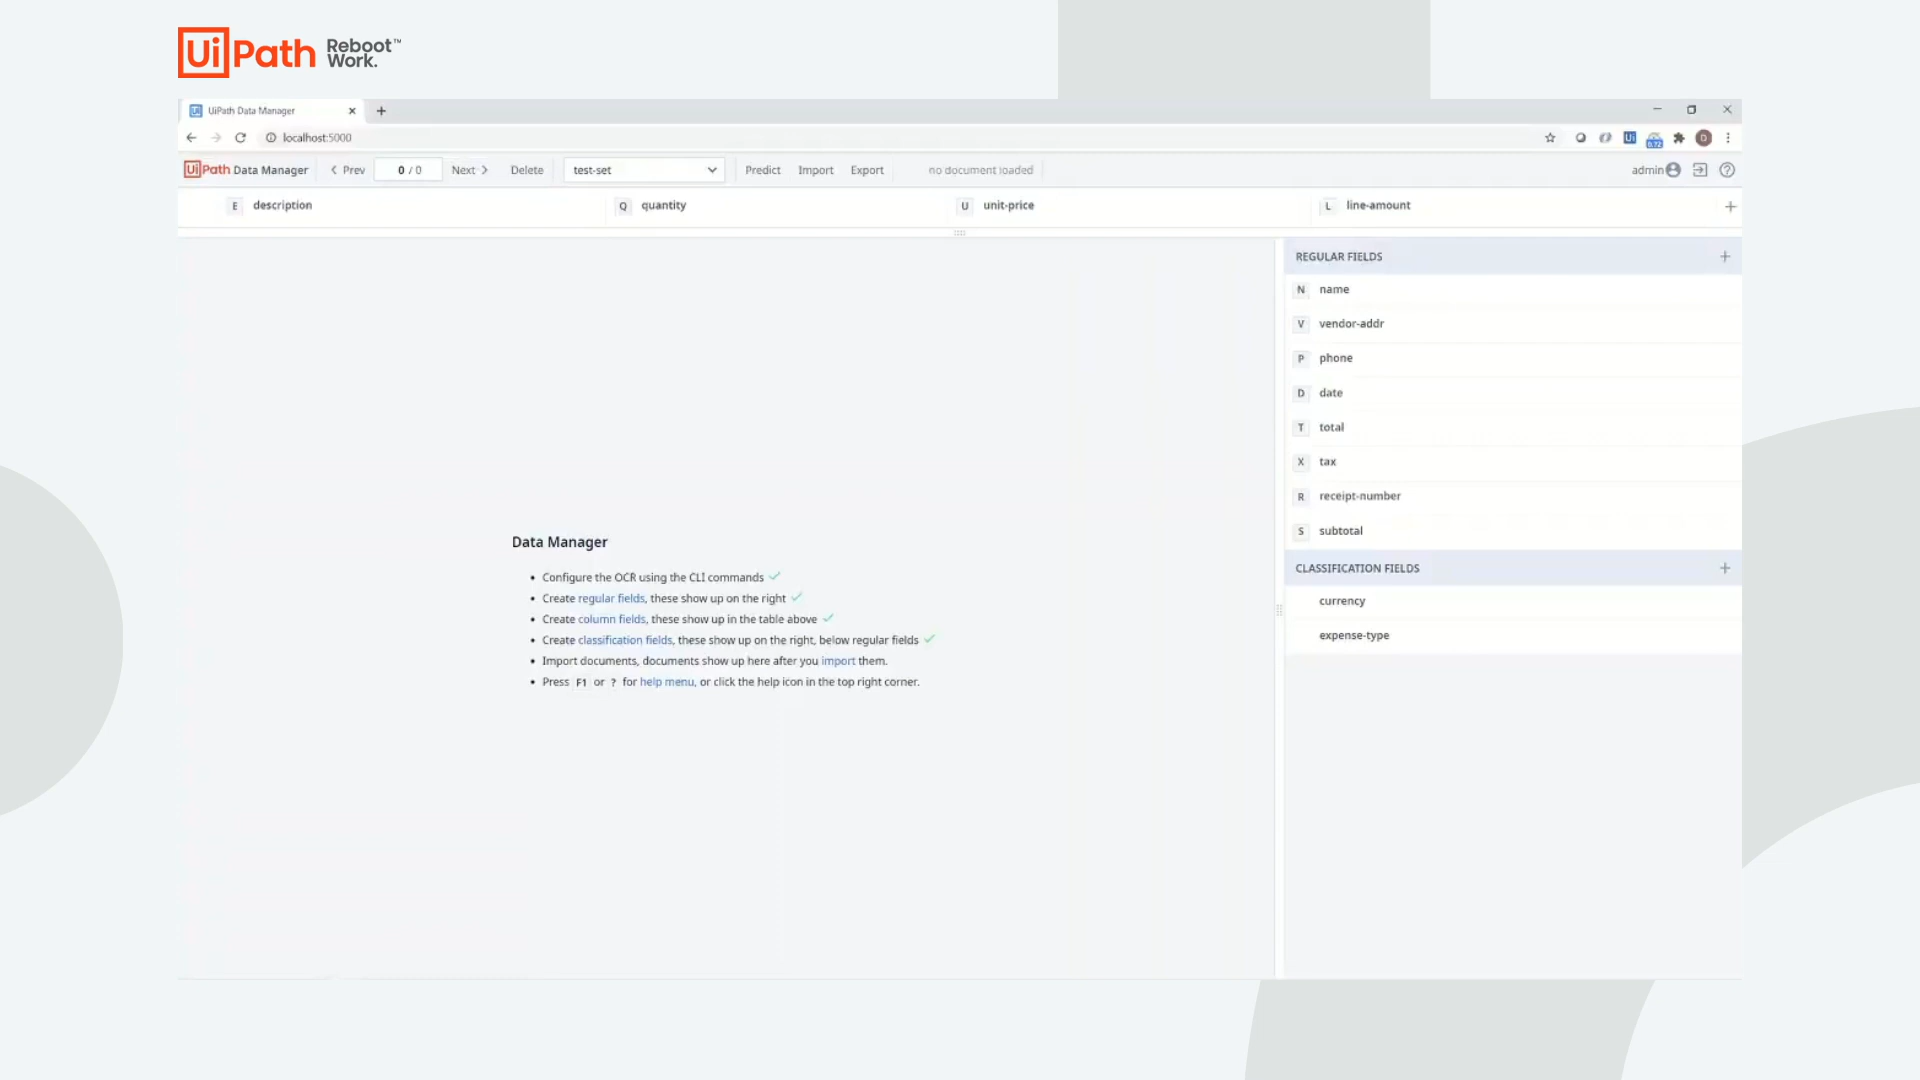 UiPath Reboot Work.™
UiPath Data Manager
localhost:5000
UiPath Data Manager Prev 0 / 0 Next Delete test-set Predict Import Export no document loaded admin
E description Q quantity U unit-price L line-amount
REGULAR FIELDS
N name
V vendor-addr
P phone
D date
T total
X tax
R receipt-number
S subtotal
CLASSIFICATION FIELDS
currency
expense-type
Data Manager
• Configure the OCR using the CLI commands ✓
• Create regular fields, these show up on the right ✓
• Create column fields, these show up in the table above ✓
• Create classification fields, these show up on the right, below regular fields ✓
• Import documents, documents show up here after you import them.
• Press F1 or ? for help menu, or click the help icon in the top right corner.